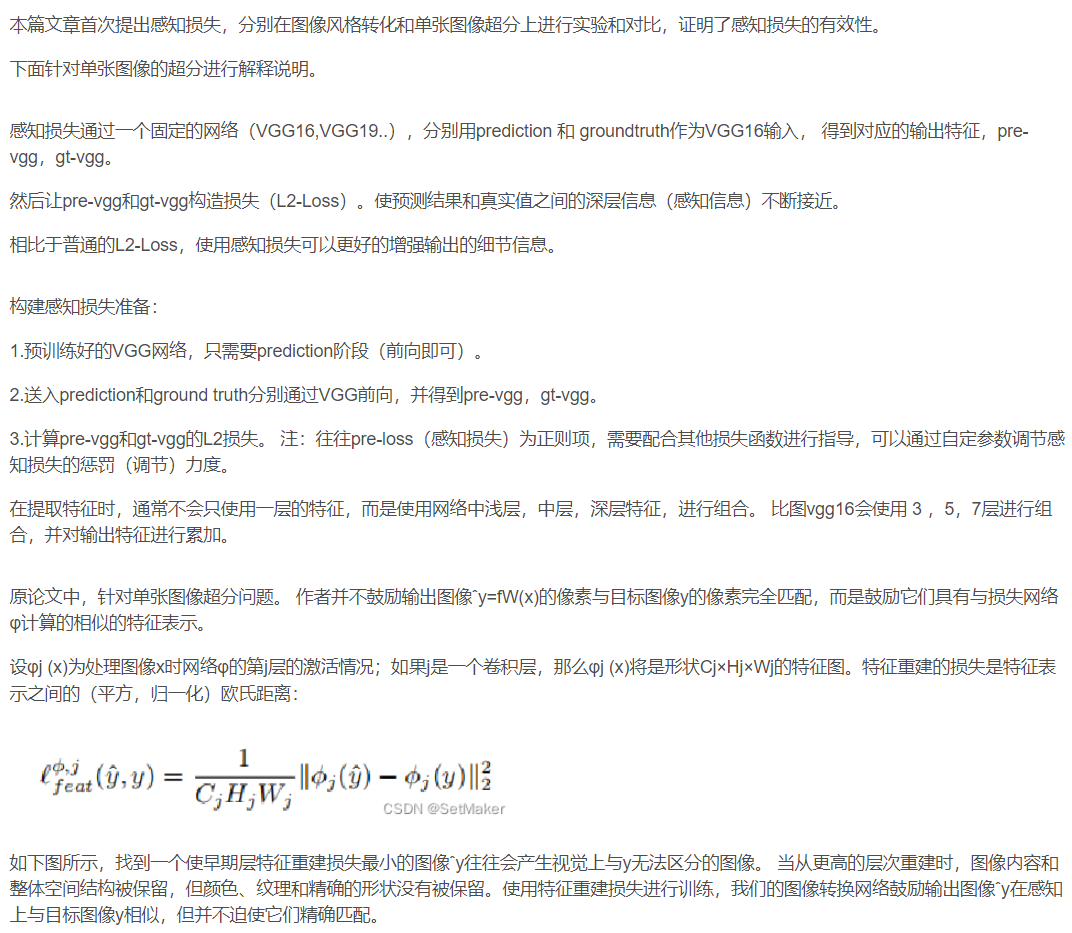 本篇文章首次提出感知损失，分别在图像风格转化和单张图像超分上进行实验和对比，证明了感知损失的有效性。
下面针对单张图像的超分进行解释说明。
感知损失通过一个固定的网络（VGG16,VGG19..），分别用prediction 和 groundtruth作为VGG16输入， 得到对应的输出特征，pre-
vgg，gt-vgg。
然后让pre-vgg和gt-vgg构造损失（L2-Loss）。使预测结果和真实值之间的深层信息（感知信息）不断接近。
相比于普通的L2-Loss，使用感知损失可以更好的增强输出的细节信息。
构建感知损失准备：
1.预训练好的VGG网络，只需要prediction阶段（前向即可）。
2.送入prediction和ground truth分别通过VGG前向，并得到pre-vgg，gt-vgg。
3.计算pre-vgg和gt-vgg的L2损失。 注：往往pre-loss（感知损失）为正则项，需要配合其他损失函数进行指导，可以通过自定参数调节感
知损失的惩罚（调节）力度。
在提取特征时，通常不会只使用一层的特征，而是使用网络中浅层，中层，深层特征，进行组合。 比图vgg16会使用 3 ，5，7层进行组
合，并对输出特征进行累加。
原论文中，针对单张图像超分问题。 作者并不鼓励输出图像ˆy=fW(x)的像素与目标图像y的像素完全匹配，而是鼓励它们具有与损失网络
φ计算的相似的特征表示。
设φj (x)为处理图像x时网络φ的第j层的激活情况；如果j是一个卷积层，那么φj (x)将是形状Cj×Hj×Wj的特征图。特征重建的损失是特征表
示之间的（平方，归一化）欧氏距离：
ℓ_{feat}^{ϕ,j}(ŷ, y) = \frac{1}{C_jH_jW_j}‖ϕ_j(ŷ) − ϕ_j(y)‖_2^2
CSDN @SetMaker
如下图所示，找到一个使早期层特征重建损失最小的图像ˆy往往会产生视觉上与y无法区分的图像。 当从更高的层次重建时，图像内容和
整体空间结构被保留，但颜色、纹理和精确的形状没有被保留。使用特征重建损失进行训练，我们的图像转换网络鼓励输出图像ˆy在感知
上与目标图像y相似，但并不迫使它们精确匹配。